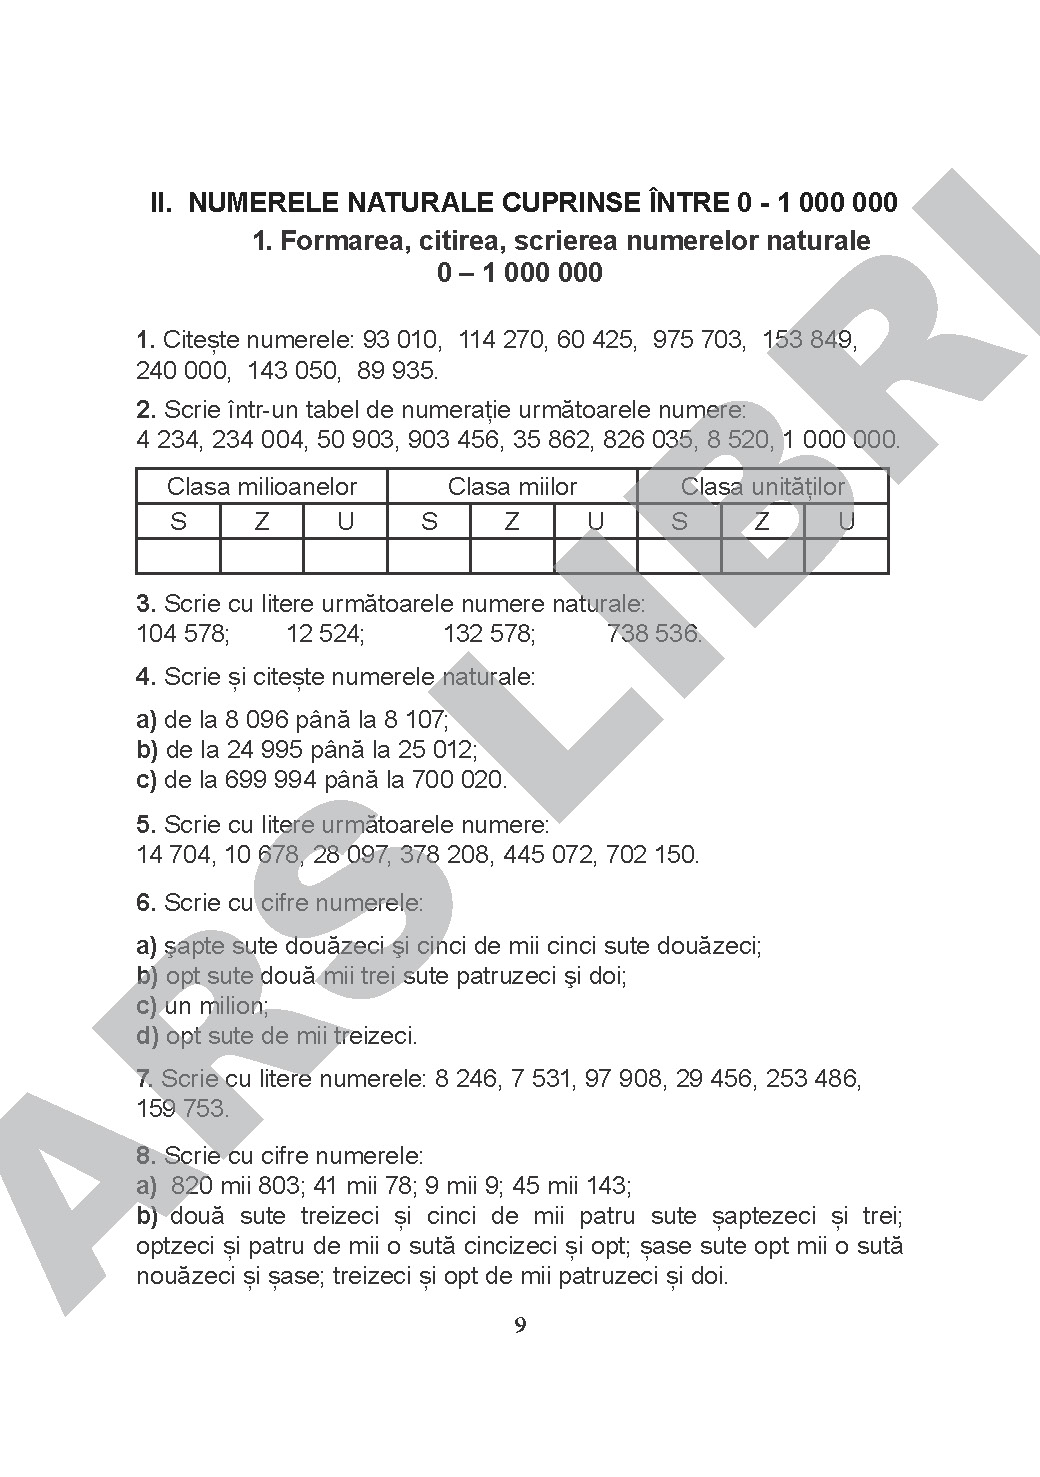 II. NUMERELE NATURALE CUPRINSE ÎNTRE 0 - 1 000 000
1. Formarea, citirea, scrierea numerelor naturale
0 – 1 000 000
1. Citește numerele: 93 010, 114 270, 60 425, 975 703, 153 849,
240 000, 143 050, 89 935.
2. Scrie într-un tabel de numerație următoarele numere:
4 234, 234 004, 50 903, 903 456, 35 862, 826 035, 8 520, 1 000 000.
Clasa milioanelor Clasa miilor Clasa unităților
S Z U S Z U S Z U
3. Scrie cu litere următoarele numere naturale:
104 578; 12 524; 132 578; 738 536.
4. Scrie și citește numerele naturale:
a) de la 8 096 până la 8 107;
b) de la 24 995 până la 25 012;
c) de la 699 994 până la 700 020.
5. Scrie cu litere următoarele numere:
14 704, 10 678, 28 097, 378 208, 445 072, 702 150.
6. Scrie cu cifre numerele:
a) şapte sute douăzeci şi cinci de mii cinci sute douăzeci;
b) opt sute două mii trei sute patruzeci şi doi;
c) un milion;
d) opt sute de mii treizeci.
7. Scrie cu litere numerele: 8 246, 7 531, 97 908, 29 456, 253 486,
159 753.
8. Scrie cu cifre numerele:
a) 820 mii 803; 41 mii 78; 9 mii 9; 45 mii 143;
b) două sute treizeci și cinci de mii patru sute șaptezeci și trei;
optzeci și patru de mii o sută cincizeci și opt; șase sute opt mii o sută
nouăzeci și șase; treizeci și opt de mii patruzeci și doi.
9
ARS LIBRI